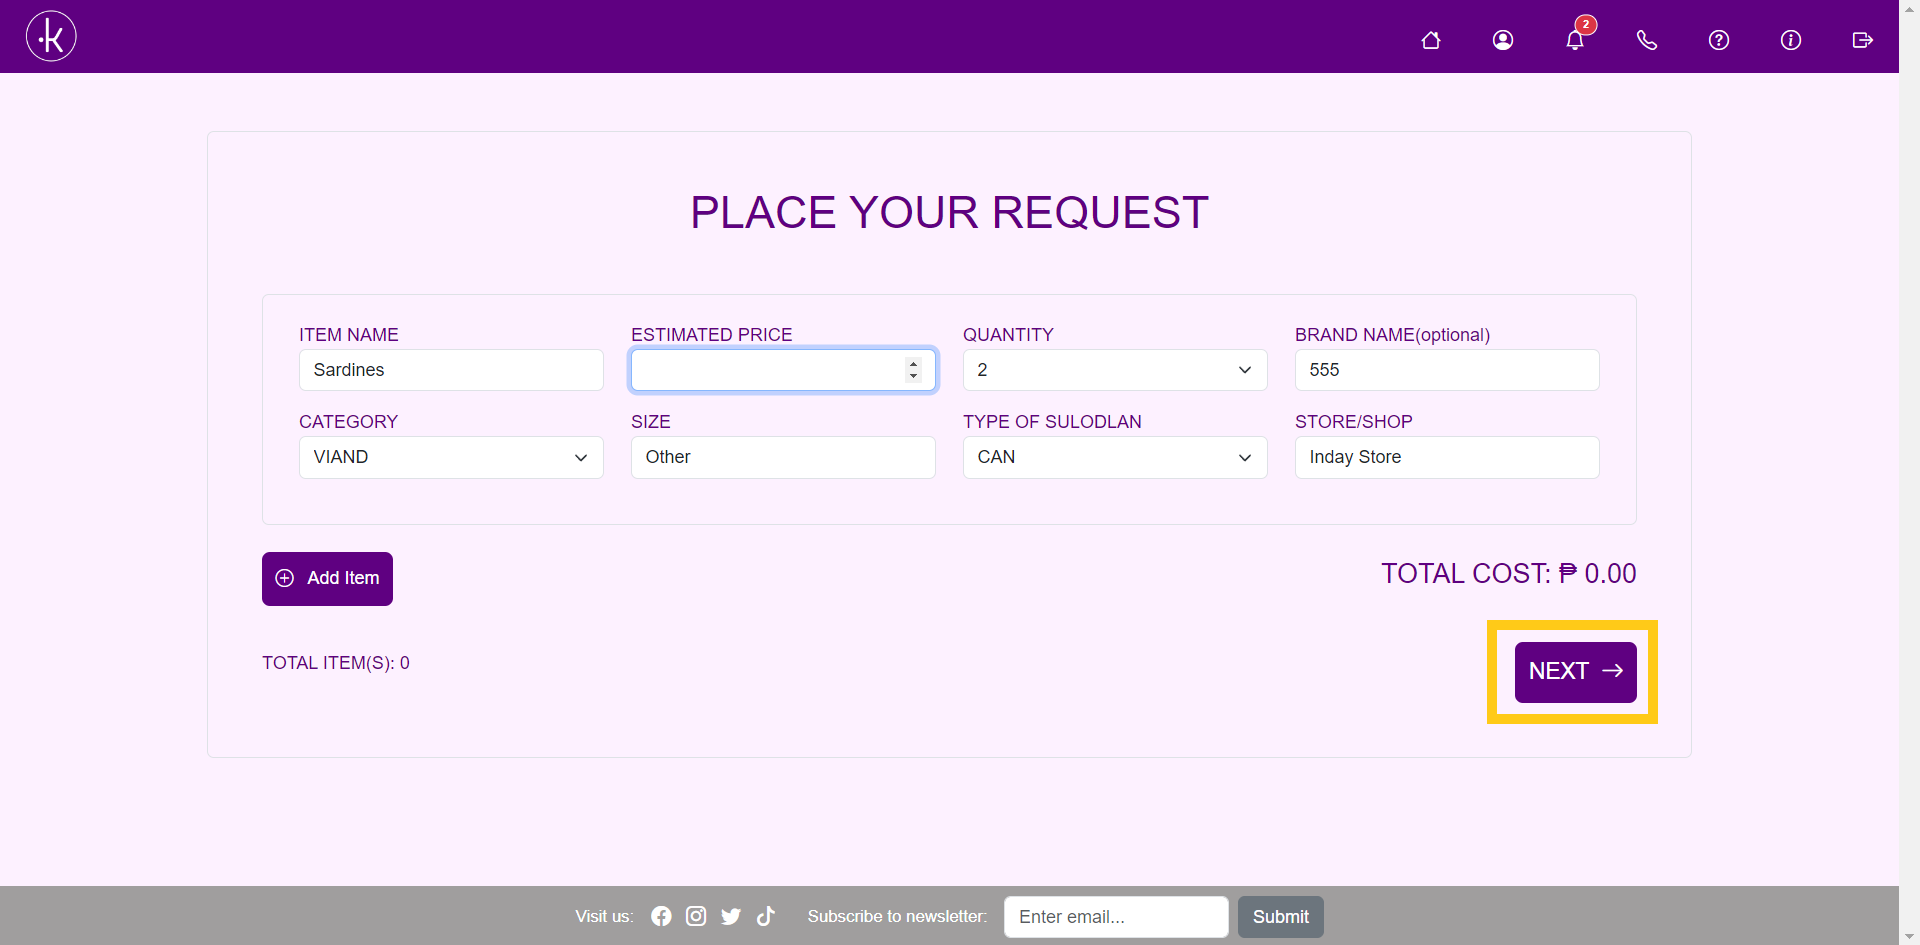 k
2
PLACE YOUR REQUEST
ITEM NAME ESTIMATED PRICE QUANTITY BRAND NAME(optional)
Sardines 2 555
CATEGORY SIZE TYPE OF SULODLAN STORE/SHOP
VIAND Other CAN Inday Store
Add Item
TOTAL COST: ₱ 0.00
TOTAL ITEM(S): 0
NEXT →
Visit us: Subscribe to newsletter: Enter email... Submit